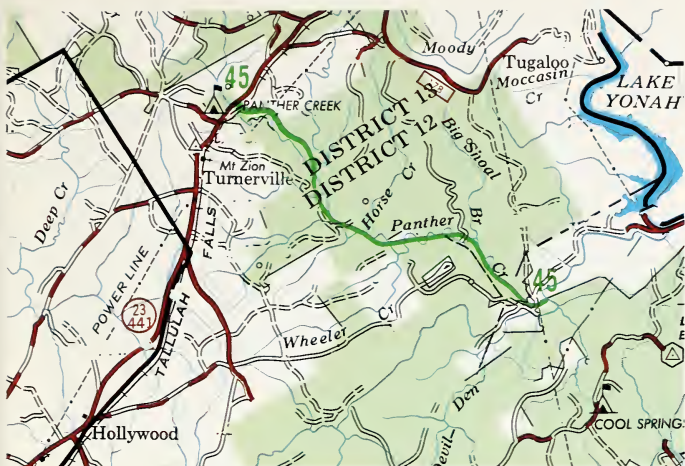 Moody
Tugaloo
Moccasin
Cr
LAKE
YONAH
45
PANTHER CREEK
DISTRICT 13
DISTRICT 12
Big Shoal
Br
Mt Zion
Turnerville
Horse Cr
Panther
Cr
45
Deep Cr
POWER LINE
TALLULAH FALLS
23
441
Wheeler Cr
Hollywood
Den
COOL SPRINGS